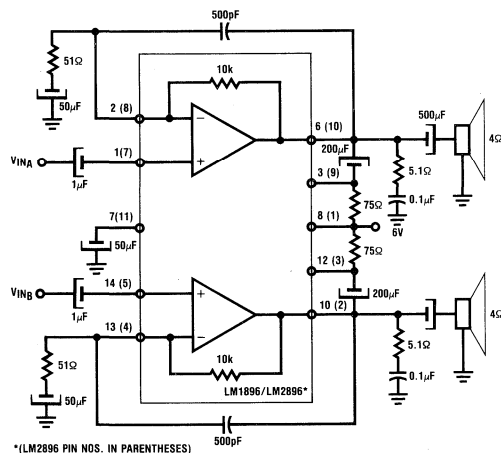 500pF
51Ω
10k
50µF
2 (8)
6 (10)
500µF
4Ω
200µF
VINA
1(7)
1µF
3 (9)
5.1Ω
75Ω
0.1µF
7(11)
8 (1)
6V
50µF
75Ω
12 (3)
VINB
14 (5)
200µF
1µF
10 (2)
13 (4)
4Ω
51Ω
10k
5.1Ω
LM1896/LM2896*
50µF
0.1µF
500pF
*(LM2896 PIN NOS. IN PARENTHESES)